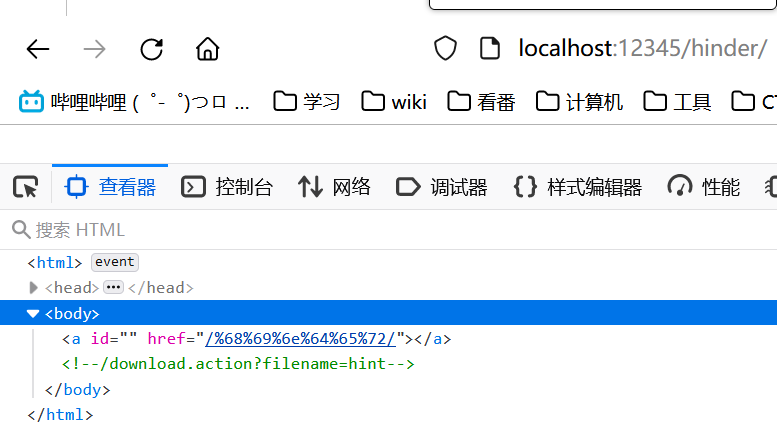 localhost:12345/hinder/
哔哩哔哩 ( ゜- ゜)つロ ... 学习 wiki 看番 计算机 工具 CT
查看器 控制台 网络 调试器 样式编辑器 性能
搜索 HTML
<html> event
<head>···</head>
<body>
<a id="" href="/%68%69%6e%64%65%72/"></a>
<!--/download.action?filename=hint-->
</body>
</html>